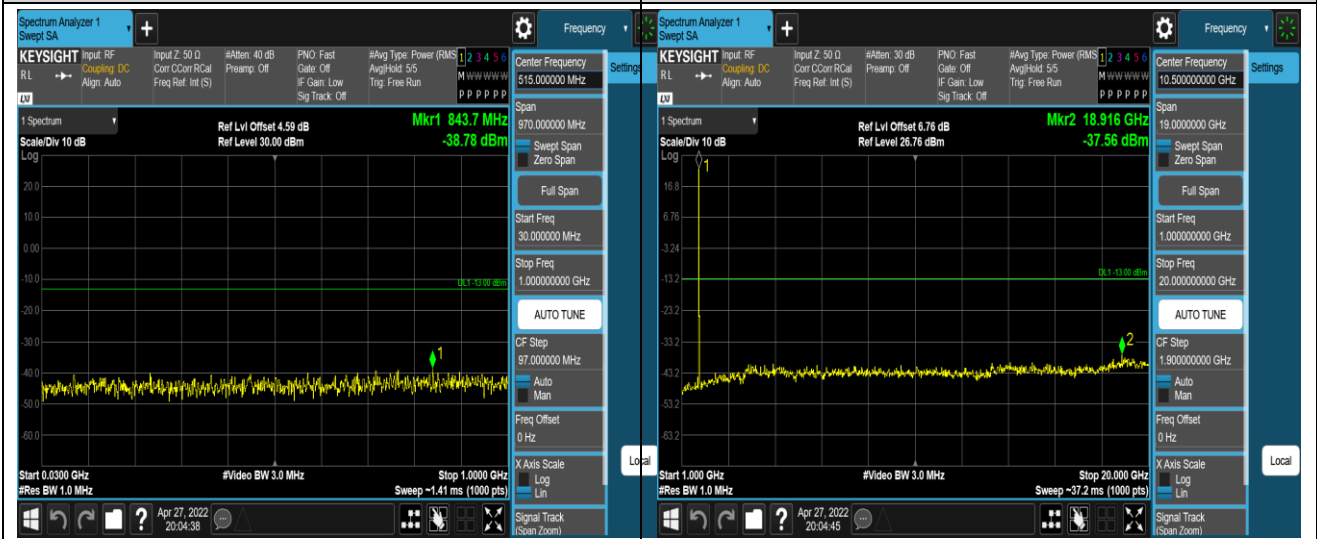 Spectrum Analyzer 1
Swept SA
+
Frequency
KEYSIGHT
RL
LXI
Input: RF
Coupling: DC
Align: Auto
Input Z: 50 Ω
Corr CCorr RCal
Freq Ref: Int (S)
#Atten: 40 dB
Preamp: Off
PNO: Fast
Gate: Off
IF Gain: Low
Sig Track: Off
#Avg Type: Power (RMS
Avg|Hold: 5/5
Trig: Free Run
1 2 3 4 5 6
M W W W W W
P P P P P P
Center Frequency
515.000000 MHz
Settings
1 Spectrum
Scale/Div 10 dB
Log
Ref Lvl Offset 4.59 dB
Ref Level 30.00 dBm
Mkr1 843.7 MHz
-38.78 dBm
Span
970.000000 MHz
Swept Span
Zero Span
Full Span
Start Freq
30.000000 MHz
Stop Freq
1.000000000 GHz
AUTO TUNE
CF Step
97.000000 MHz
Auto
Man
Freq Offset
0 Hz
X Axis Scale
Log
Lin
Signal Track
(Span Zoom)
Local
20.0
10.0
0.00
-10.0
DL1 -13.00 dBm
-20.0
-30.0
1
-40.0
-50.0
-60.0
Start 0.0300 GHz
#Res BW 1.0 MHz
#Video BW 3.0 MHz
Stop 1.0000 GHz
Sweep ~1.41 ms (1000 pts)
?
Apr 27, 2022
20:04:38
Spectrum Analyzer 1
Swept SA
+
Frequency
KEYSIGHT
RL
LXI
Input: RF
Coupling: DC
Align: Auto
Input Z: 50 Ω
Corr CCorr RCal
Freq Ref: Int (S)
#Atten: 30 dB
Preamp: Off
PNO: Fast
Gate: Off
IF Gain: Low
Sig Track: Off
#Avg Type: Power (RMS
Avg|Hold: 5/5
Trig: Free Run
1 2 3 4 5 6
M W W W W W
P P P P P P
Center Frequency
10.500000000 GHz
Settings
1 Spectrum
Scale/Div 10 dB
Log
Ref Lvl Offset 6.76 dB
Ref Level 26.76 dBm
Mkr2 18.916 GHz
-37.56 dBm
Span
19.0000000 GHz
Swept Span
Zero Span
Full Span
Start Freq
1.000000000 GHz
Stop Freq
20.000000000 GHz
AUTO TUNE
CF Step
1.900000000 GHz
Auto
Man
Freq Offset
0 Hz
X Axis Scale
Log
Lin
Signal Track
(Span Zoom)
Local
1
16.8
6.76
-3.24
-13.2
DL1 -13.00 dBm
-23.2
-33.2
2
-43.2
-53.2
-63.2
Start 1.000 GHz
#Res BW 1.0 MHz
#Video BW 3.0 MHz
Stop 20.000 GHz
Sweep ~37.2 ms (1000 pts)
?
Apr 27, 2022
20:04:45